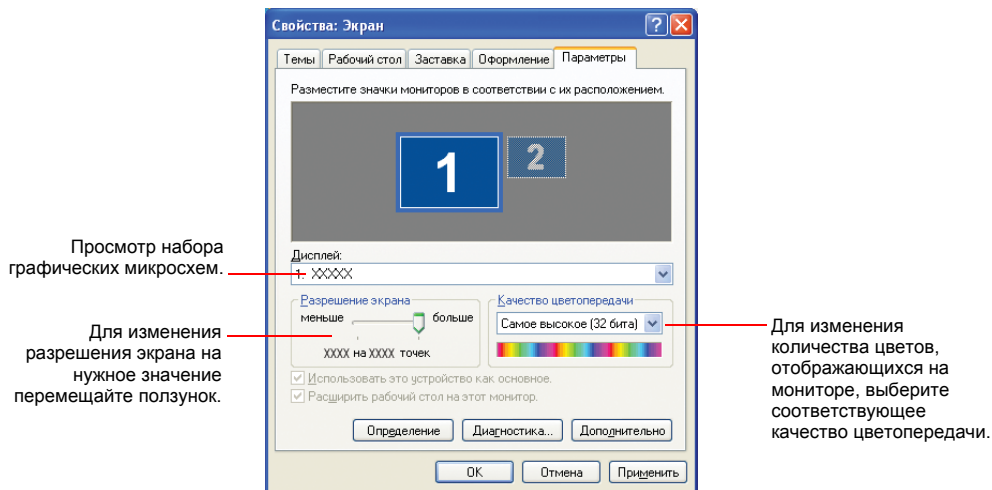 Свойства: Экран
Темы Рабочий стол Заставка Оформление Параметры
Разместите значки мониторов в соответствии с их расположением.
1
2
Просмотр набора
графических микросхем.
Дисплей:
1. XXXXX
Разрешение экрана
меньше больше
XXXX на XXXX точек
Качество цветопередачи
Самое высокое (32 бита)
Для изменения
разрешения экрана на
нужное значение
перемещайте ползунок.
Для изменения
количества цветов,
отображающихся на
мониторе, выберите
соответствующее
качество цветопередачи.
Использовать это устройство как основное.
Расширить рабочий стол на этот монитор.
Определение Диагностика... Дополнительно
OK Отмена Применить